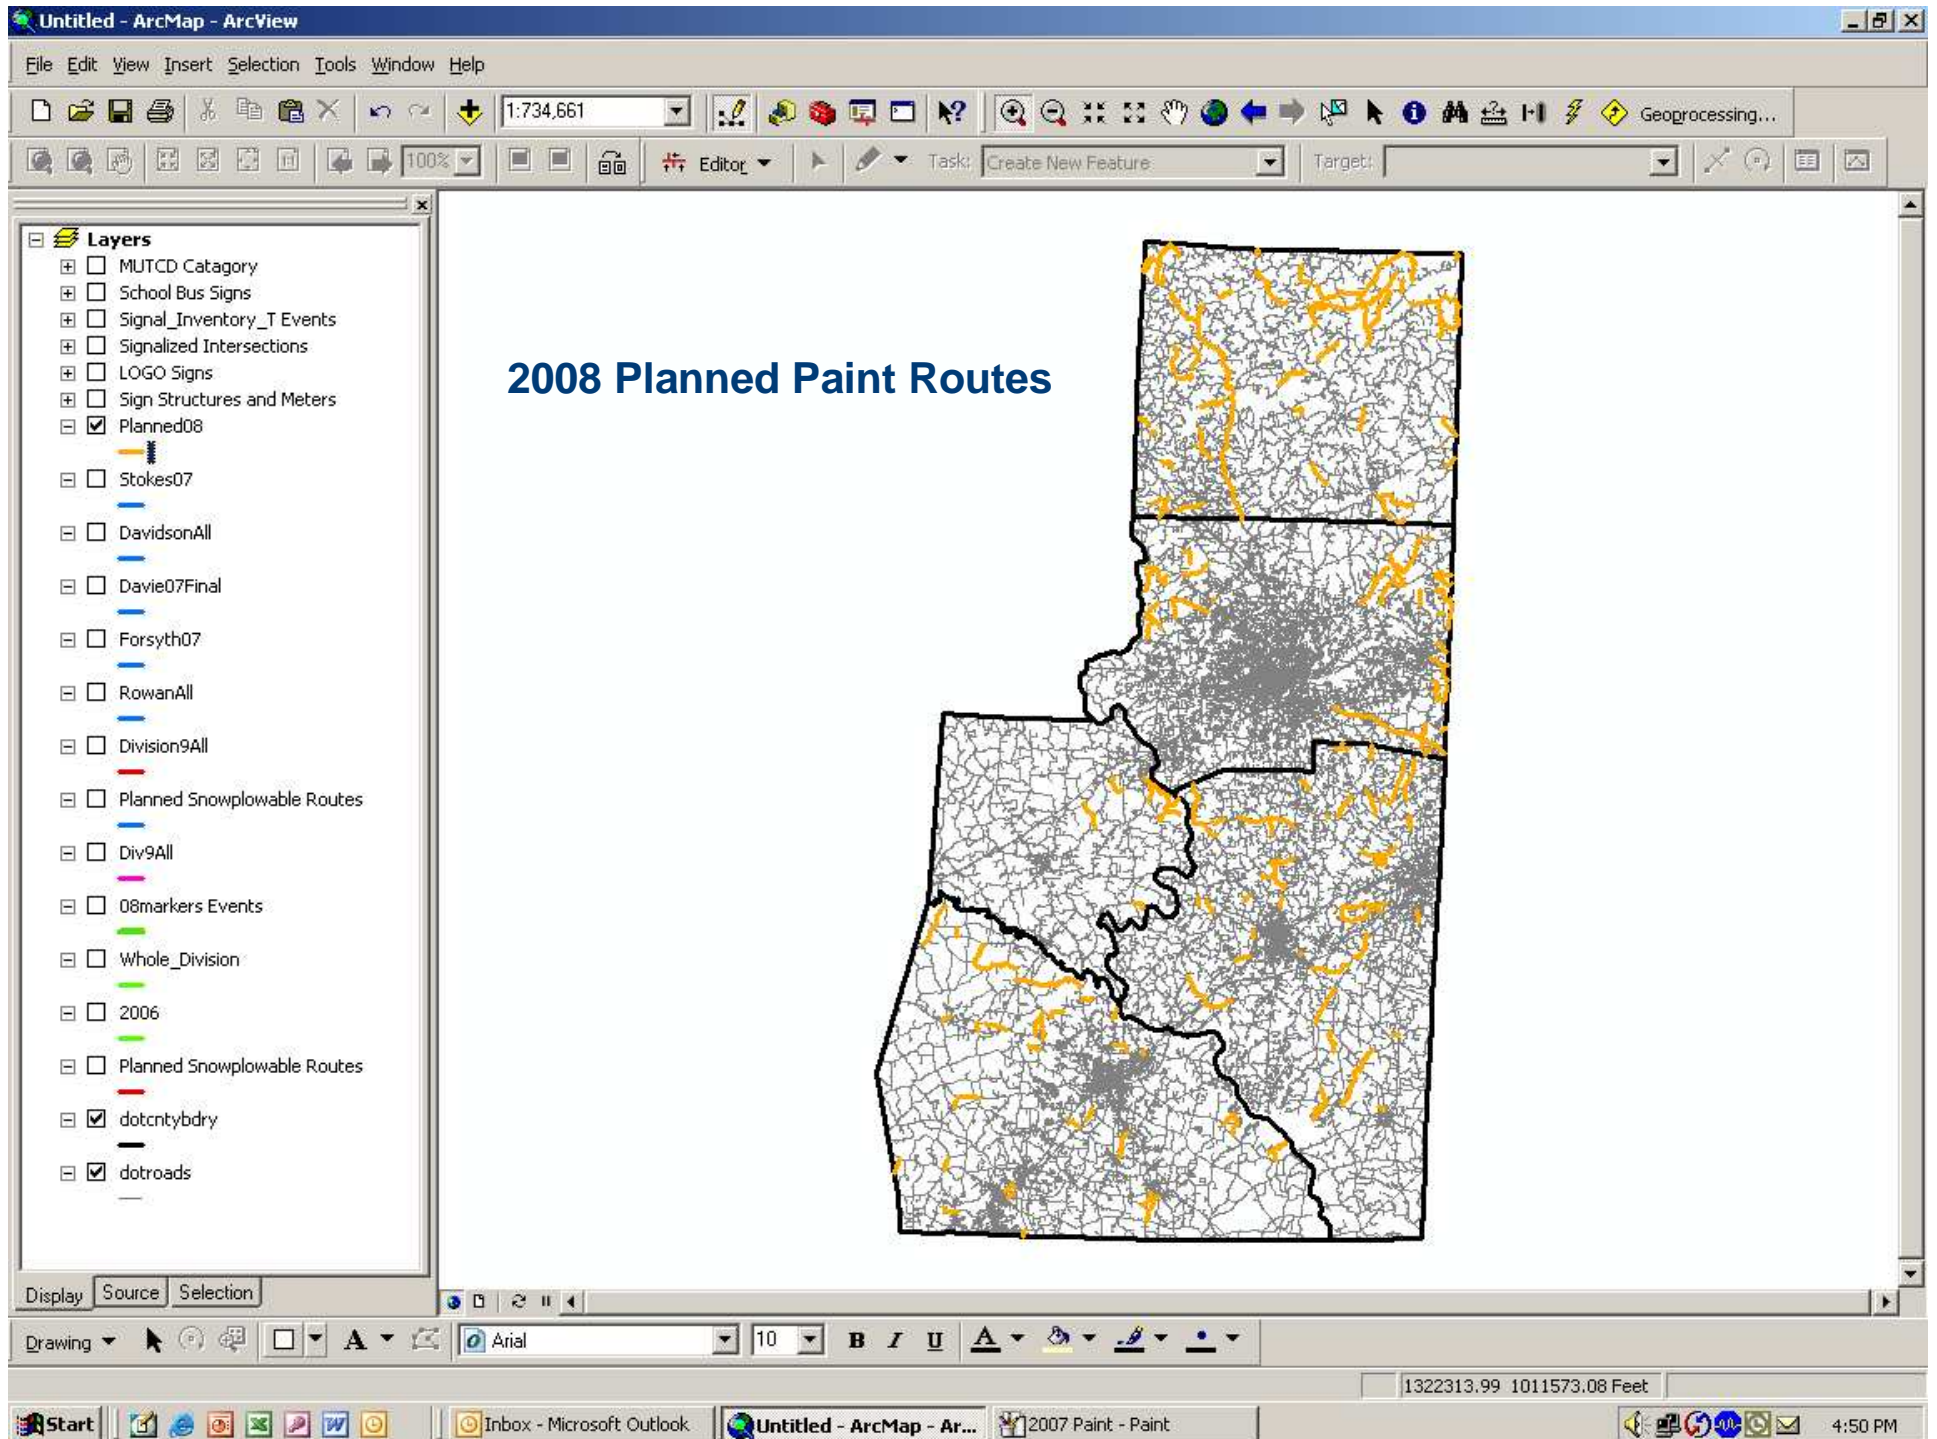 Untitled - ArcMap - ArcView
File Edit View Insert Selection Tools Window Help
1:734,661
Geoprocessing...
100%
Editor
Task: Create New Feature
Target:
Layers
MUTCD Catagory
School Bus Signs
Signal_Inventory_T Events
Signalized Intersections
LOGO Signs
Sign Structures and Meters
Planned08
Stokes07
DavidsonAll
Davie07Final
Forsyth07
RowanAll
Division9All
Planned Snowplowable Routes
Div9All
08markers Events
Whole_Division
2006
Planned Snowplowable Routes
dotcntybdry
dotroads
2008 Planned Paint Routes
Display Source Selection
Drawing A Arial 10 B I U A
1322313.99 1011573.08 Feet
Start Inbox - Microsoft Outlook Untitled - ArcMap - Ar... 2007 Paint - Paint 4:50 PM